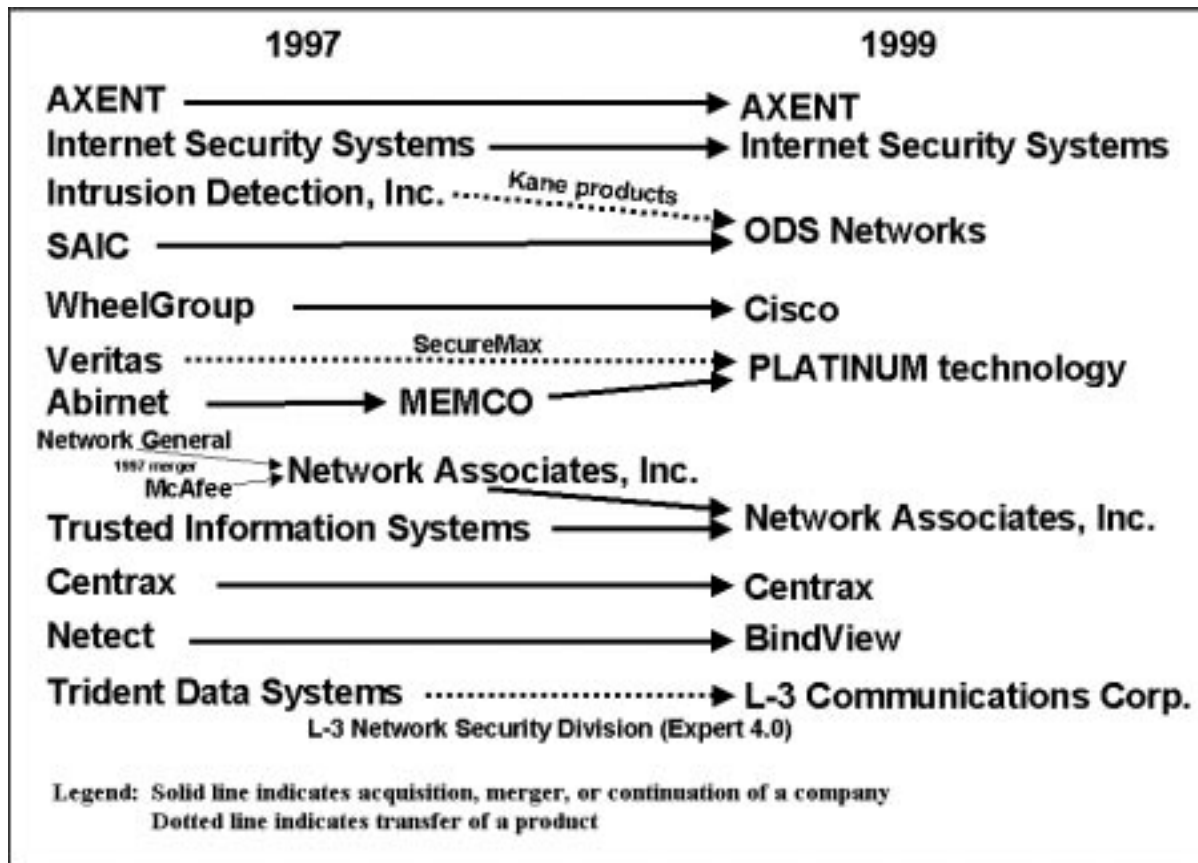 1997 1999
AXENT AXENT
Internet Security Systems Internet Security Systems
Intrusion Detection, Inc. Kane products
ODS Networks
SAIC
WheelGroup Cisco
Veritas SecureMax
PLATINUM technology
Abirnet MEMCO
Network General
1997 merger
Network Associates, Inc.
McAfee
Network Associates, Inc.
Trusted Information Systems
Centrax Centrax
Netect BindView
Trident Data Systems L-3 Communications Corp.
L-3 Network Security Division (Expert 4.0)
Legend: Solid line indicates acquisition, merger, or continuation of a company
Dotted line indicates transfer of a product